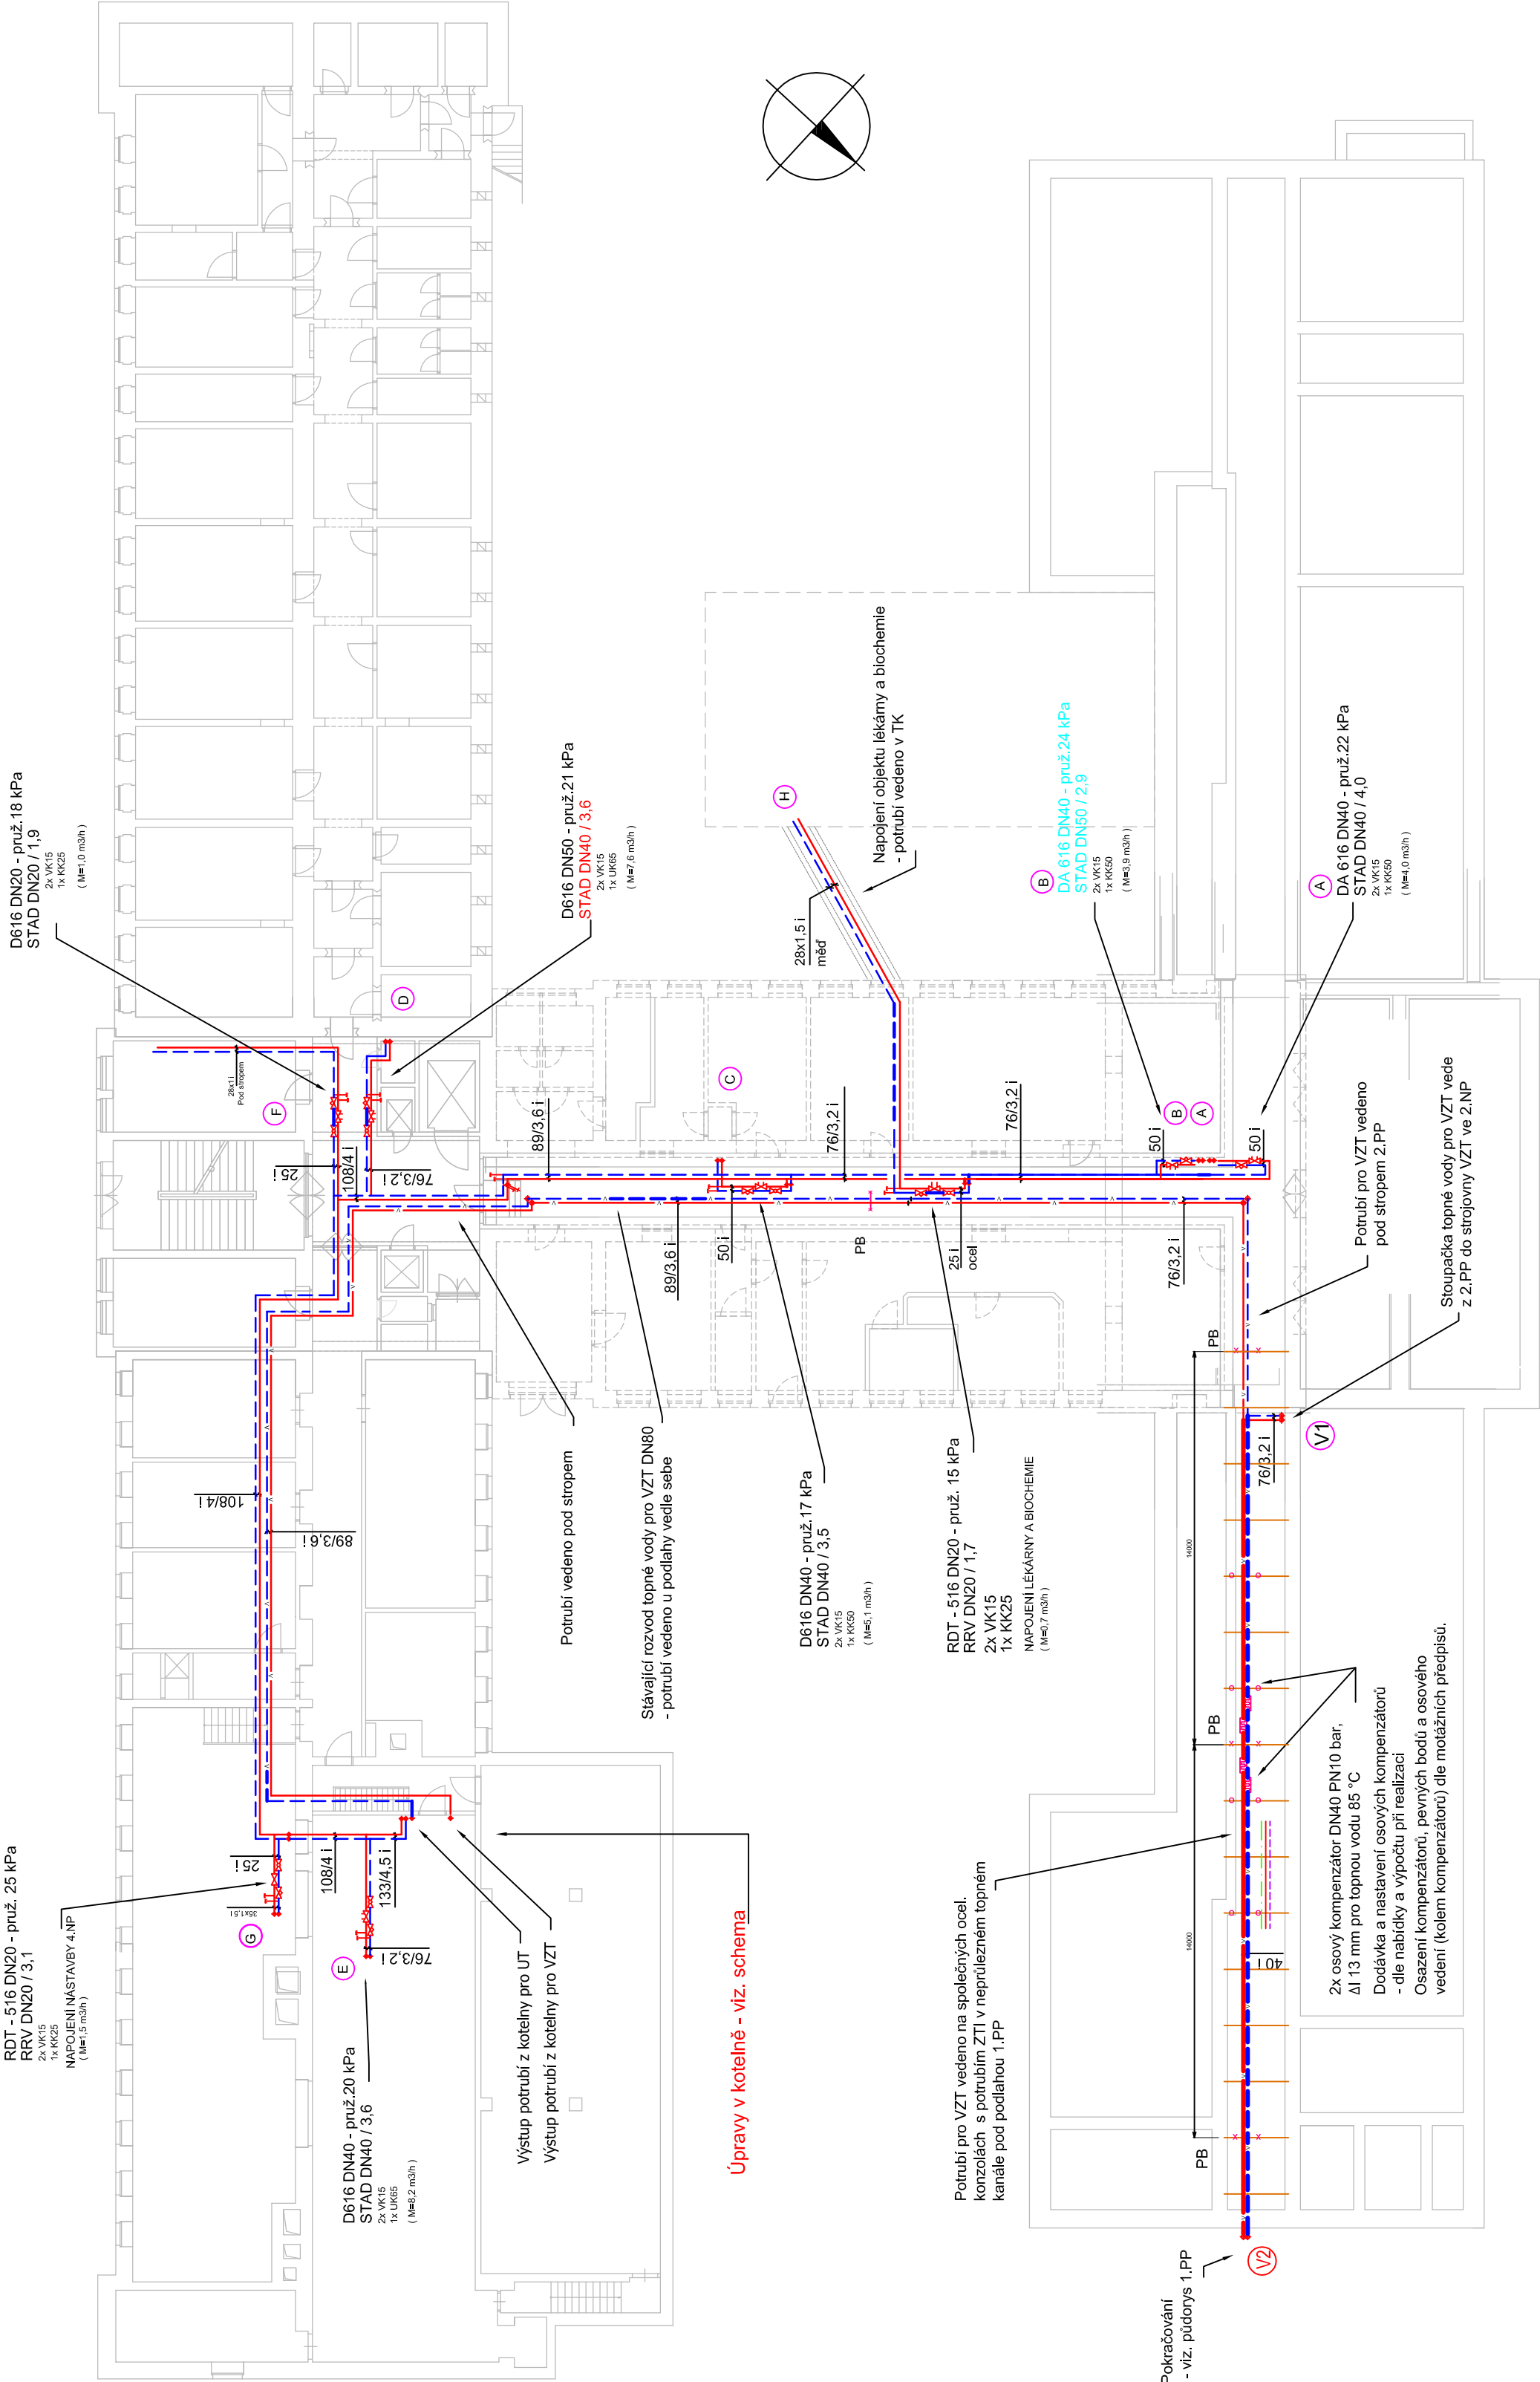 RDT - 516 DN20 - pruž. 25 kPa
RRV DN20 / 3,1
2x VK15
1x KK25
NAPOJENÍ NÁSTAVBY 4.NP
( M=1,5 m3/h )
D616 DN20 - pruž.18 kPa
STAD DN20 / 1,9
2x VK15
1x KK25
( M=1,0 m3/h )
G
25 i
35x1,5 i
108/4 i
133/4,5 i
E
76/3,2 i
D616 DN40 - pruž.20 kPa
STAD DN40 / 3,6
2x VK15
1x UK65
( M=8,2 m3/h )
108/4 i
89/3,6 i
F
28x1 i
Pod stropem
25 i
108/4 i
76/3,2 i
D
D616 DN50 - pruž.21 kPa
STAD DN40 / 3,6
2x VK15
1x UK65
( M=7,6 m3/h )
Výstup potrubí z kotelny pro UT
Výstup potrubí z kotelny pro VZT
Potrubí vedeno pod stropem
Stávající rozvod topné vody pro VZT DN80
- potrubí vedeno u podlahy vedle sebe
Úpravy v kotelně - viz. schema
89/3,6 i
89/3,6 i
50 i
C
D616 DN40 - pruž.17 kPa
STAD DN40 / 3,5
2x VK15
1x KK50
( M=5,1 m3/h )
76/3,2 i
PB
H
28x1,5 i
měď
Napojení objektu lékárny a biochemie
- potrubí vedeno v TK
25 i
ocel
RDT - 516 DN20 - pruž. 15 kPa
RRV DN20 / 1,7
2x VK15
1x KK25
NAPOJENÍ LÉKÁRNY A BIOCHEMIE
( M=0,7 m3/h )
76/3,2 i
B
DA 616 DN40 - pruž.24 kPa
STAD DN50 / 2,9
2x VK15
1x KK50
( M=3,9 m3/h )
50 i
B
A
76/3,2 i
50 i
A
DA 616 DN40 - pruž.22 kPa
STAD DN40 / 4,0
2x VK15
1x KK50
( M=4,0 m3/h )
Potrubí pro VZT vedeno
pod stropem 2.PP
Stoupačka topné vody pro VZT vede
z 2.PP do strojovny VZT ve 2.NP
V1
76/3,2 i
PB
14000
PB
14000
PB
40 i
Potrubí pro VZT vedeno na společných ocel.
konzolách s potrubím ZTI v neprůlezném topném
kanále pod podlahou 1.PP
2x osový kompenzátor DN40 PN10 bar,
Δl 13 mm pro topnou vodu 85 °C
Dodávka a nastavení osových kompenzátorů
- dle nabídky a výpočtu při realizaci
Osazení kompenzátorů, pevných bodů a osového
vedení (kolem kompenzátorů) dle motážních předpisů.
V2
Pokračování
- viz. půdorys 1.PP